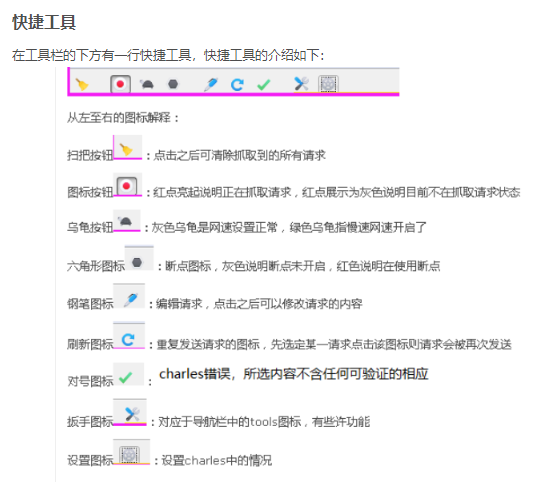 快捷工具
在工具栏的下方有一行快捷工具，快捷工具的介绍如下：
从左至右的图标解释：
扫把按钮：点击之后可清除抓取到的所有请求
图标按钮：红点亮起说明正在抓取请求，红点展示为灰色说明目前不在抓取请求状态
乌龟按钮：灰色乌龟是网速设置正常，绿色乌龟指慢速网速开启了
六角形图标：断点图标，灰色说明断点未开启，红色说明在使用断点
钢笔图标：编辑请求，点击之后可以修改请求的内容
刷新图标：重复发送请求的图标，先选定某一请求点击该图标则请求会被再次发送
对号图标：charles错误，所选内容不含任何可验证的相应
扳手图标：对应于导航栏中的tools图标，有些许功能
设置图标：设置charles中的情况